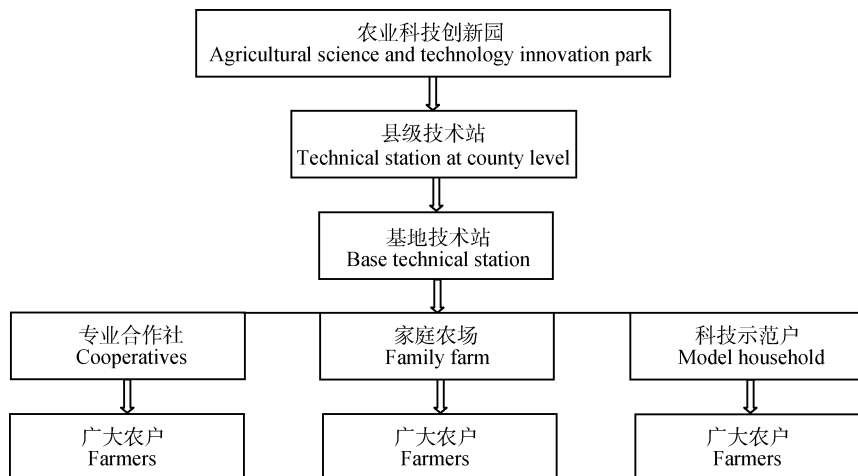 农业科技创新园
Agricultural science and technology innovation park
县级技术站
Technical station at county level
基地技术站
Base technical station
专业合作社
Cooperatives
家庭农场
Family farm
科技示范户
Model household
广大农户
Farmers
广大农户
Farmers
广大农户
Farmers